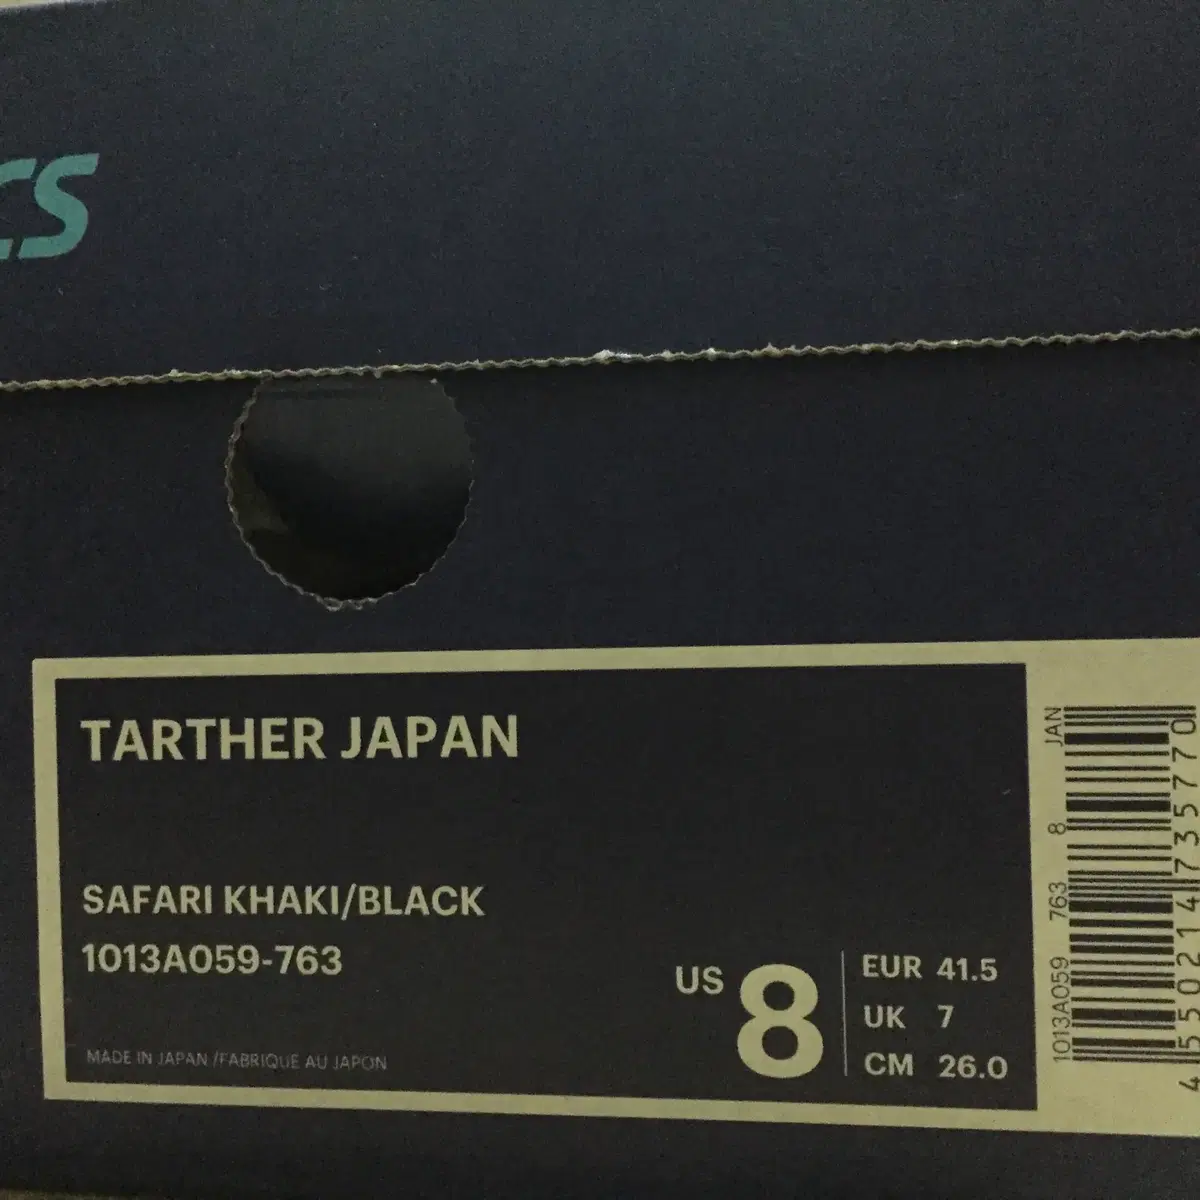 CS
TARTHER JAPAN
SAFARI KHAKI/BLACK
1013A059-763
MADE IN JAPAN /FABRIQUE AU JAPON
US 8
EUR 41.5
UK 7
CM 26.0
1013A059 763 8 JAN
4550214735770